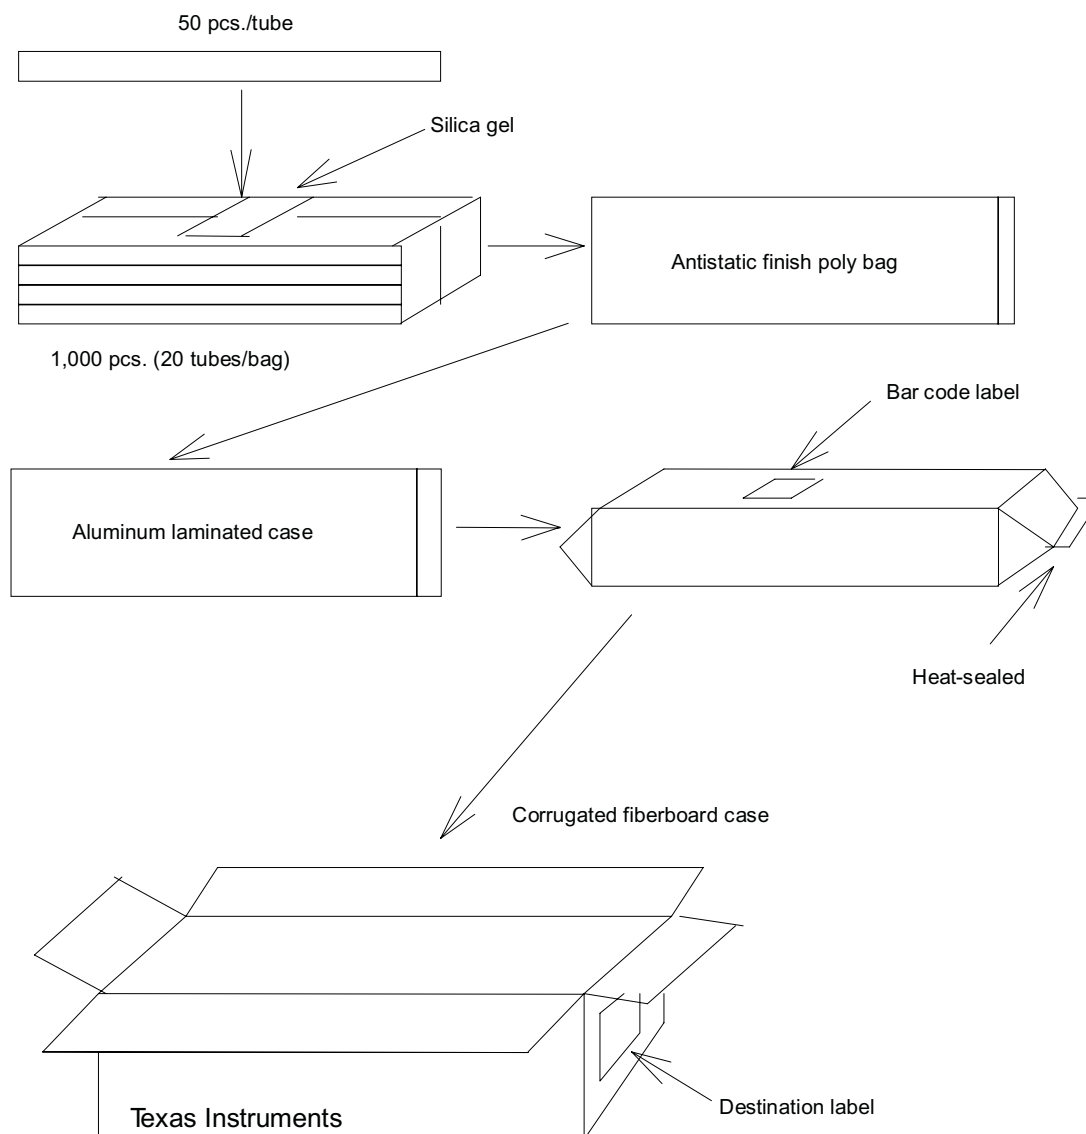 50 pcs./tube
Silica gel
Antistatic finish poly bag
1,000 pcs. (20 tubes/bag)
Bar code label
Aluminum laminated case
Heat-sealed
Corrugated fiberboard case
Destination label
Texas Instruments